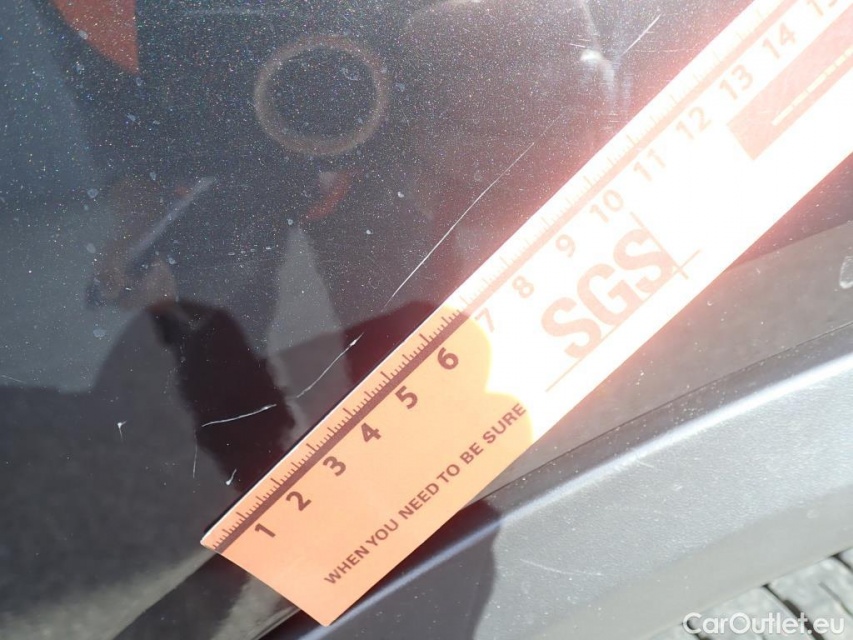 1 2 3 4 5 6 7 8 9 10 11 12 13 14 15
SGS
WHEN YOU NEED TO BE SURE
CarOutlet.eu